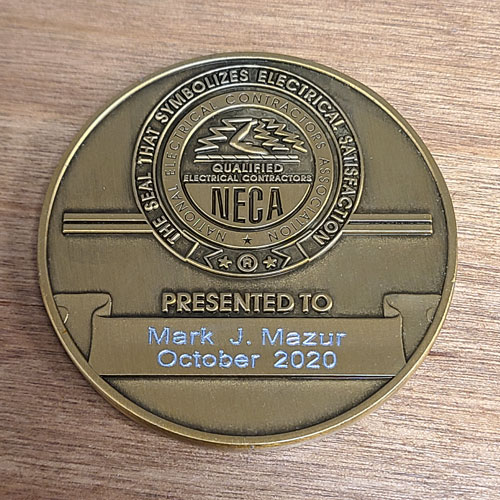 THE SEAL THAT SYMBOLIZES ELECTRICAL SATISFACTION
NATIONAL ELECTRICAL CONTRACTORS ASSOCIATION
QUALIFIED
ELECTRICAL CONTRACTORS
NECA
®
PRESENTED TO
Mark J. Mazur
October 2020